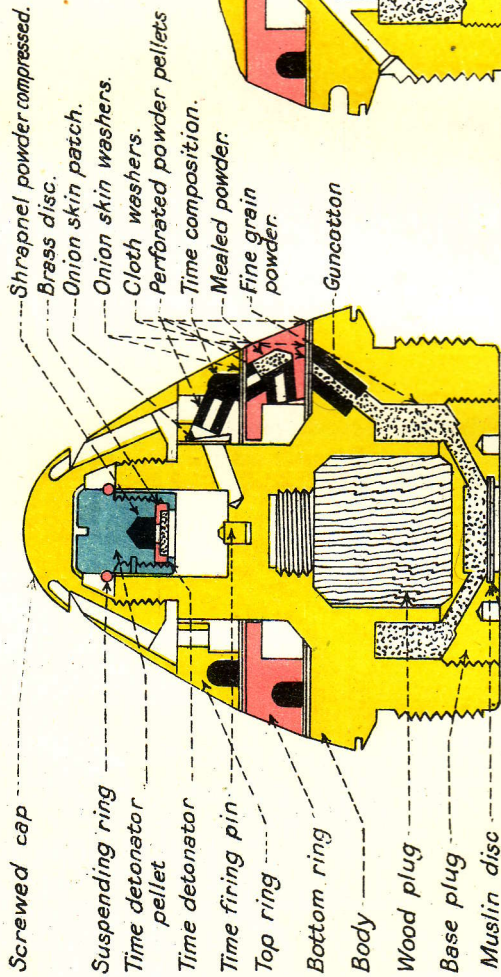 Shrapnel powder compressed.
Brass disc.
Onion skin patch.
Onion skin washers.
Cloth washers.
Perforated powder pellets
Time composition.
Mealed powder.
Fine grain
powder.
Guncotton
Screwed cap
Suspending ring
Time detonator
pellet
Time detonator
Time firing pin
Top ring
Bottom ring
Body
Wood plug
Base plug
Muslin disc